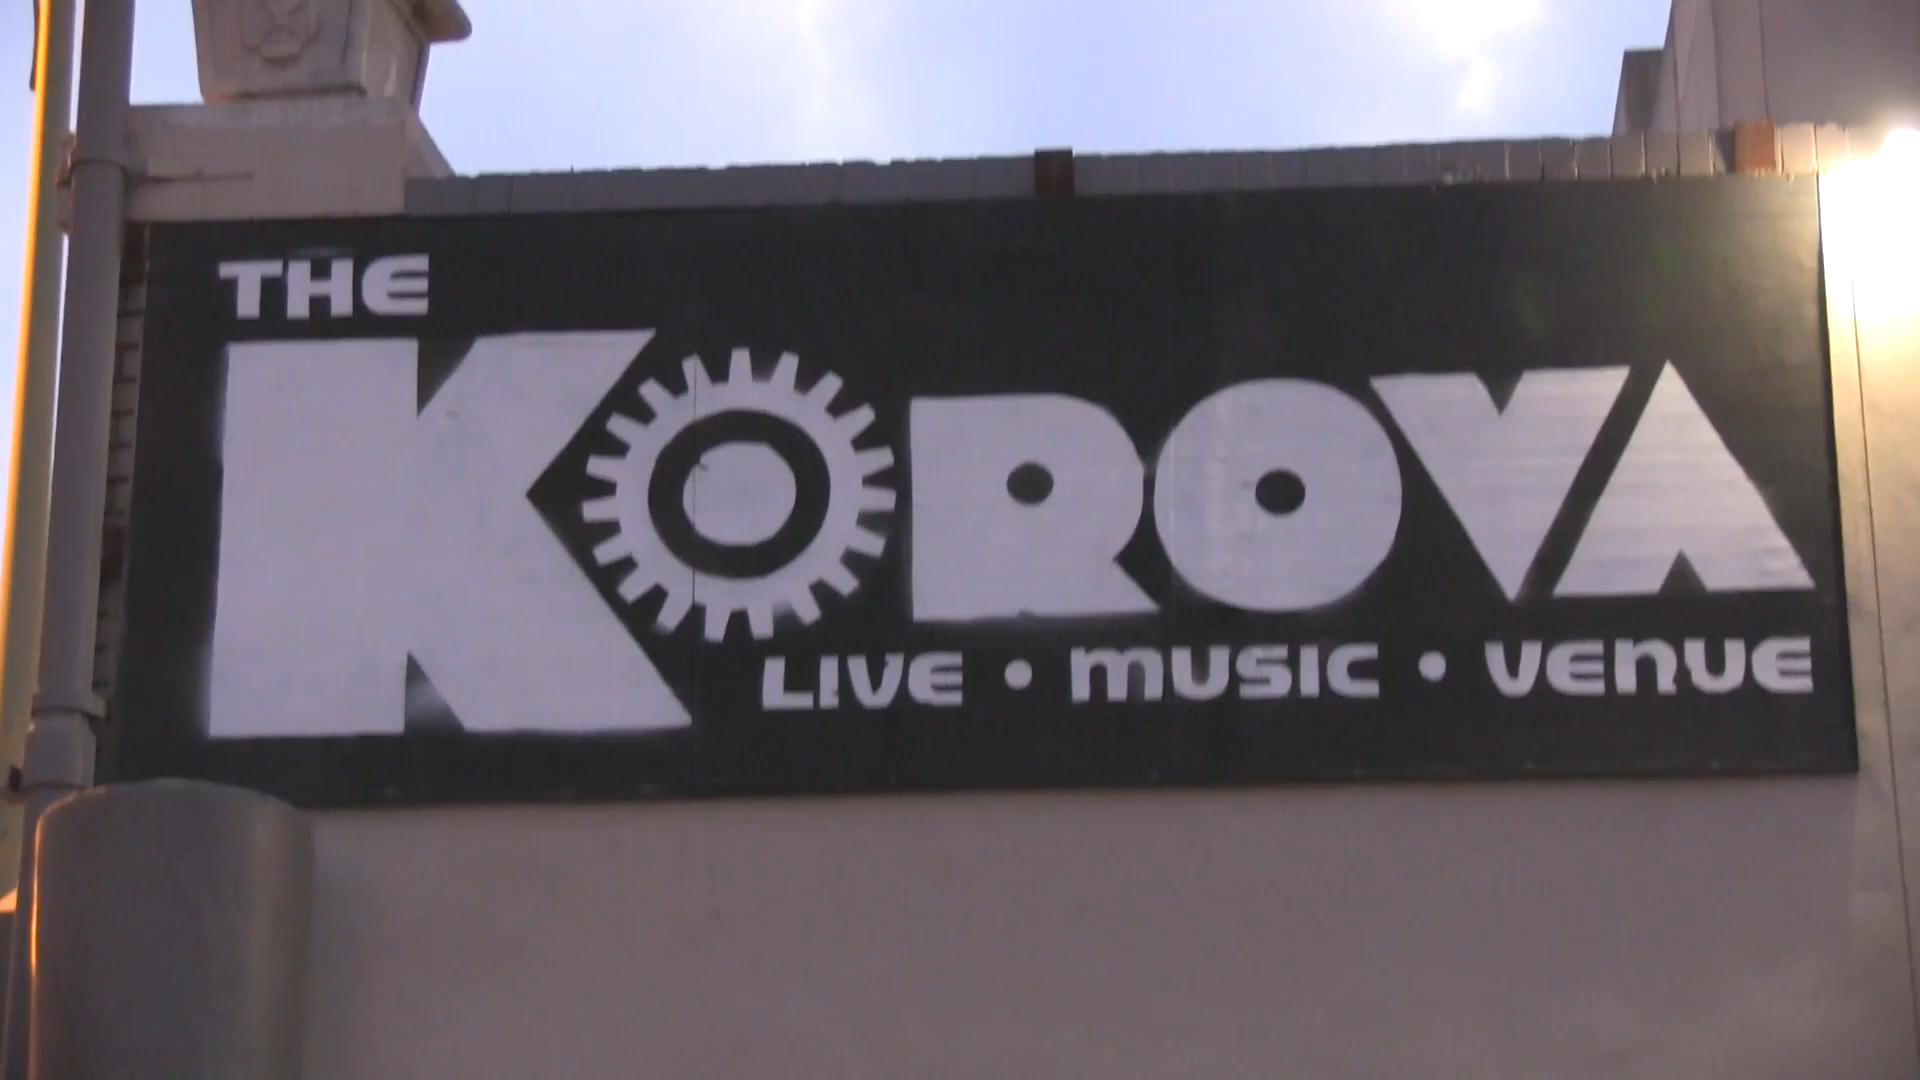 THE
KOROVA
LIVE • MUSIC • VENUE